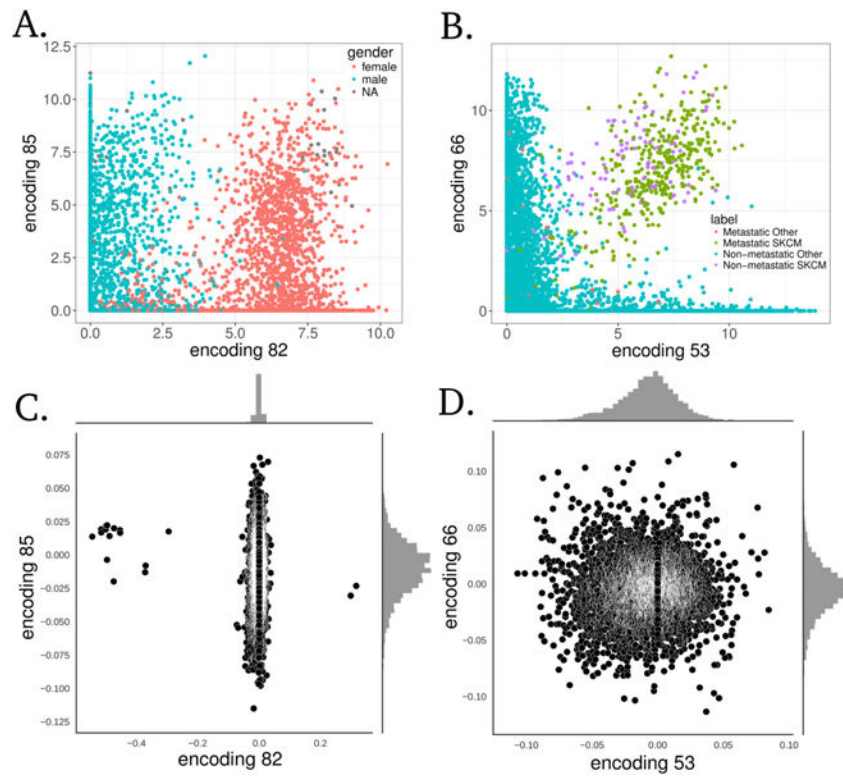 A.
12.5
10.0
7.5
5.0
2.5
0.0
encoding 85
0.0
2.5
5.0
7.5
10.0
encoding 82
gender
female
male
NA
B.
10
5
0
encoding 66
0
5
10
encoding 53
label
Metastatic Other
Metastatic SKCM
Non-metastatic Other
Non-metastatic SKCM
C.
0.075
0.050
0.025
0.000
-0.025
-0.050
-0.075
-0.100
-0.125
encoding 85
-0.4
-0.2
0.0
0.2
encoding 82
D.
0.10
0.05
0.00
-0.05
-0.10
encoding 66
-0.10
-0.05
0.00
0.05
0.10
encoding 53